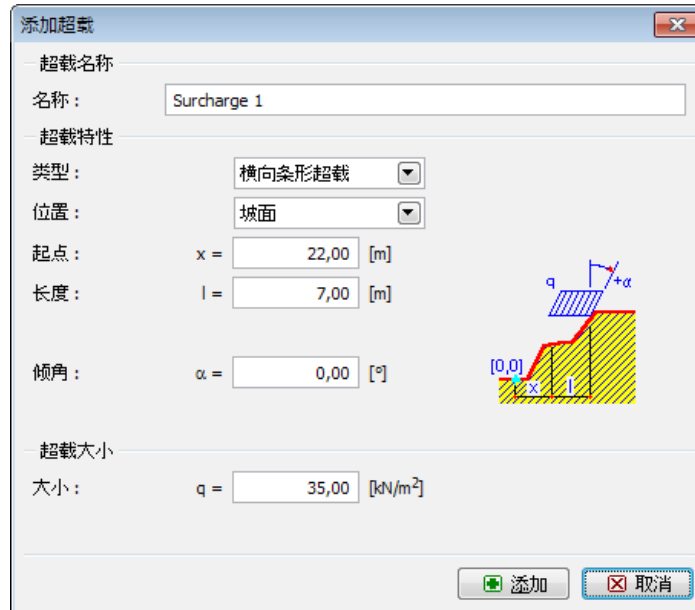 添加超载
超载名称
名称： Surcharge 1
超载特性
类型： 横向条形超载
位置： 坡面
起点： x = 22,00 [m]
长度： l = 7,00 [m]
倾角： α = 0,00 [°]
q +α
[0,0] x l
超载大小
大小： q = 35,00 [kN/m²]
添加 取消